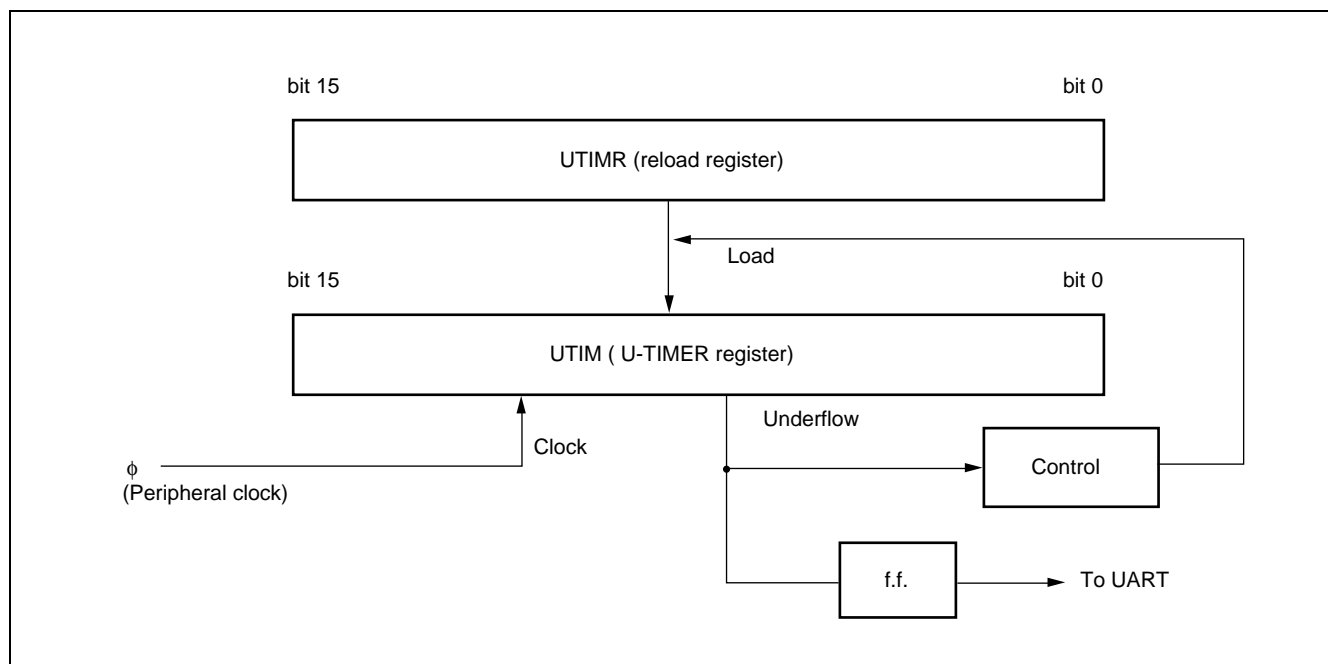 bit 15
bit 0
UTIMR (reload register)
Load
bit 15
bit 0
UTIM ( U-TIMER register)
Underflow
Clock
Control
ϕ
(Peripheral clock)
f.f.
To UART